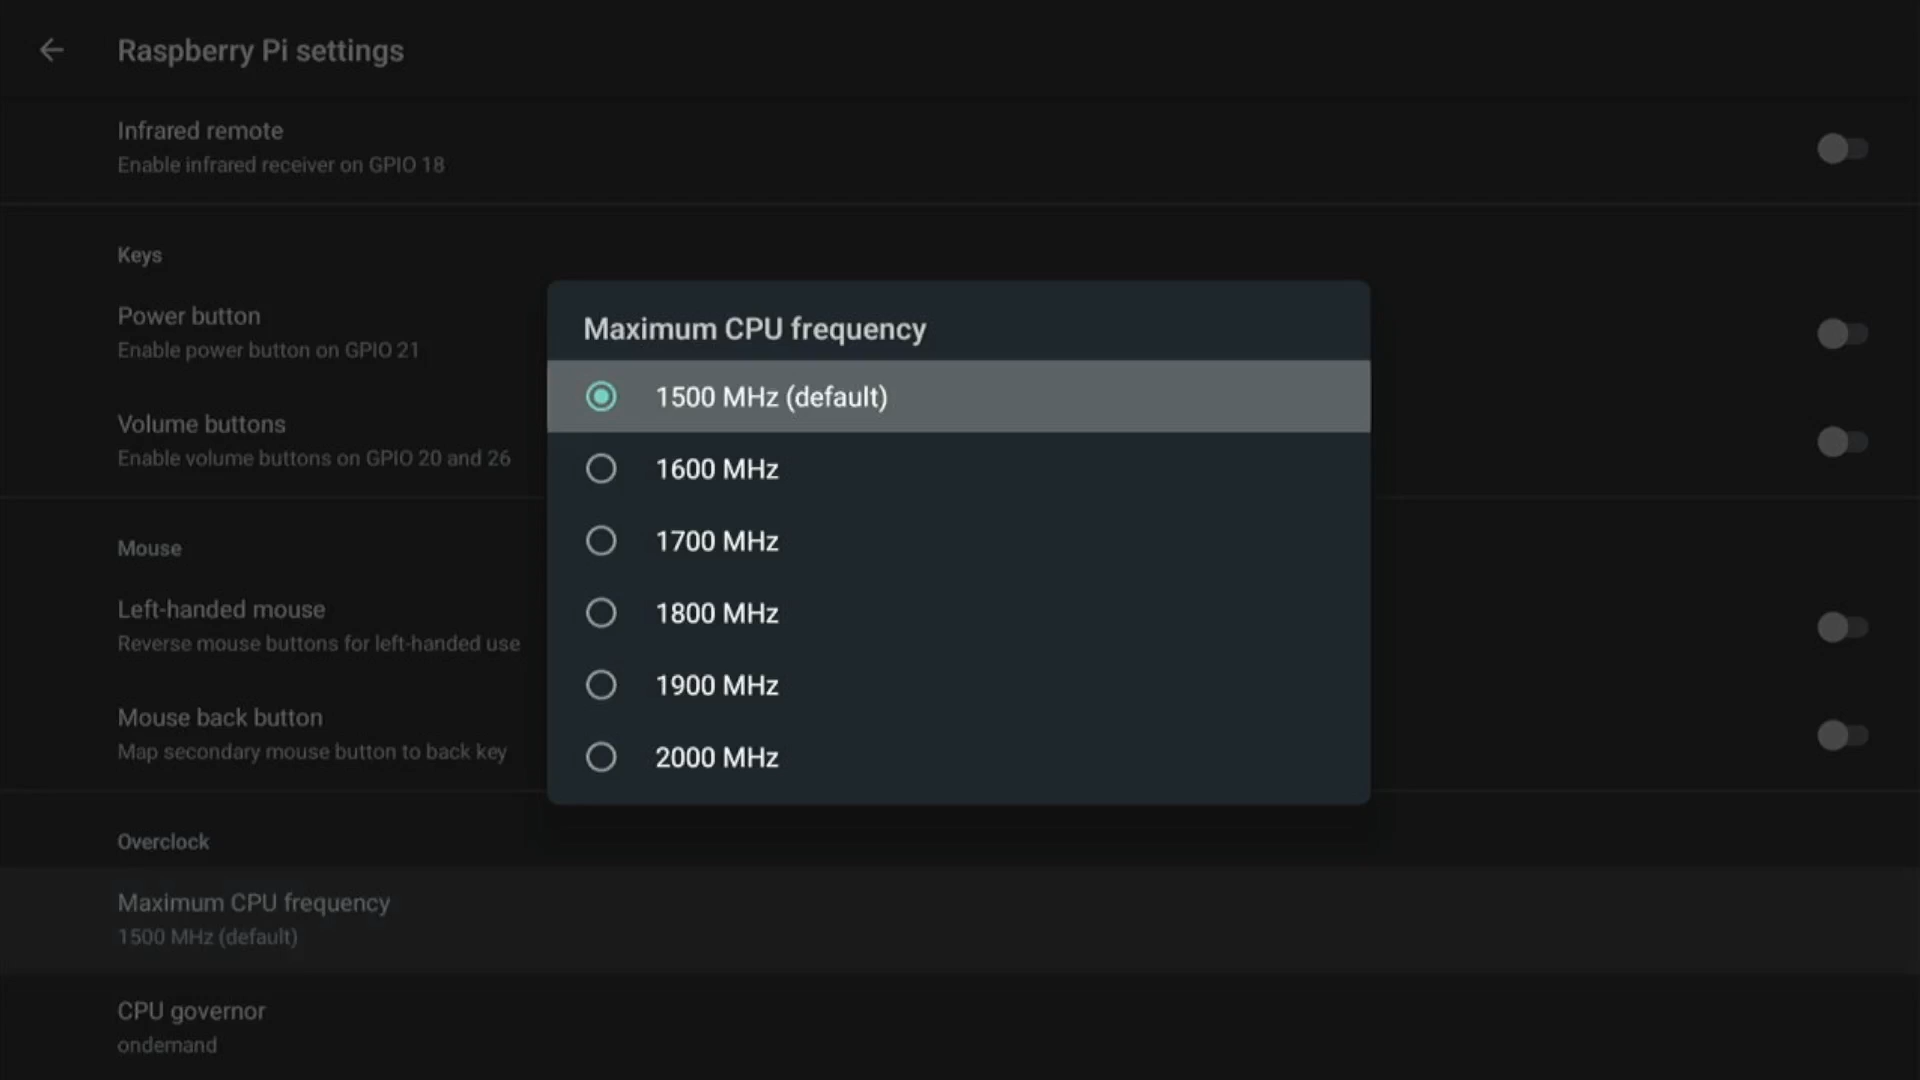 Raspberry Pi settings
Infrared remote
Enable infrared receiver on GPIO 18
Keys
Power button
Enable power button on GPIO 21
Volume buttons
Enable volume buttons on GPIO 20 and 26
Mouse
Left-handed mouse
Reverse mouse buttons for left-handed use
Mouse back button
Map secondary mouse button to back key
Overclock
Maximum CPU frequency
1500 MHz (default)
CPU governor
ondemand
Maximum CPU frequency
1500 MHz (default)
1600 MHz
1700 MHz
1800 MHz
1900 MHz
2000 MHz